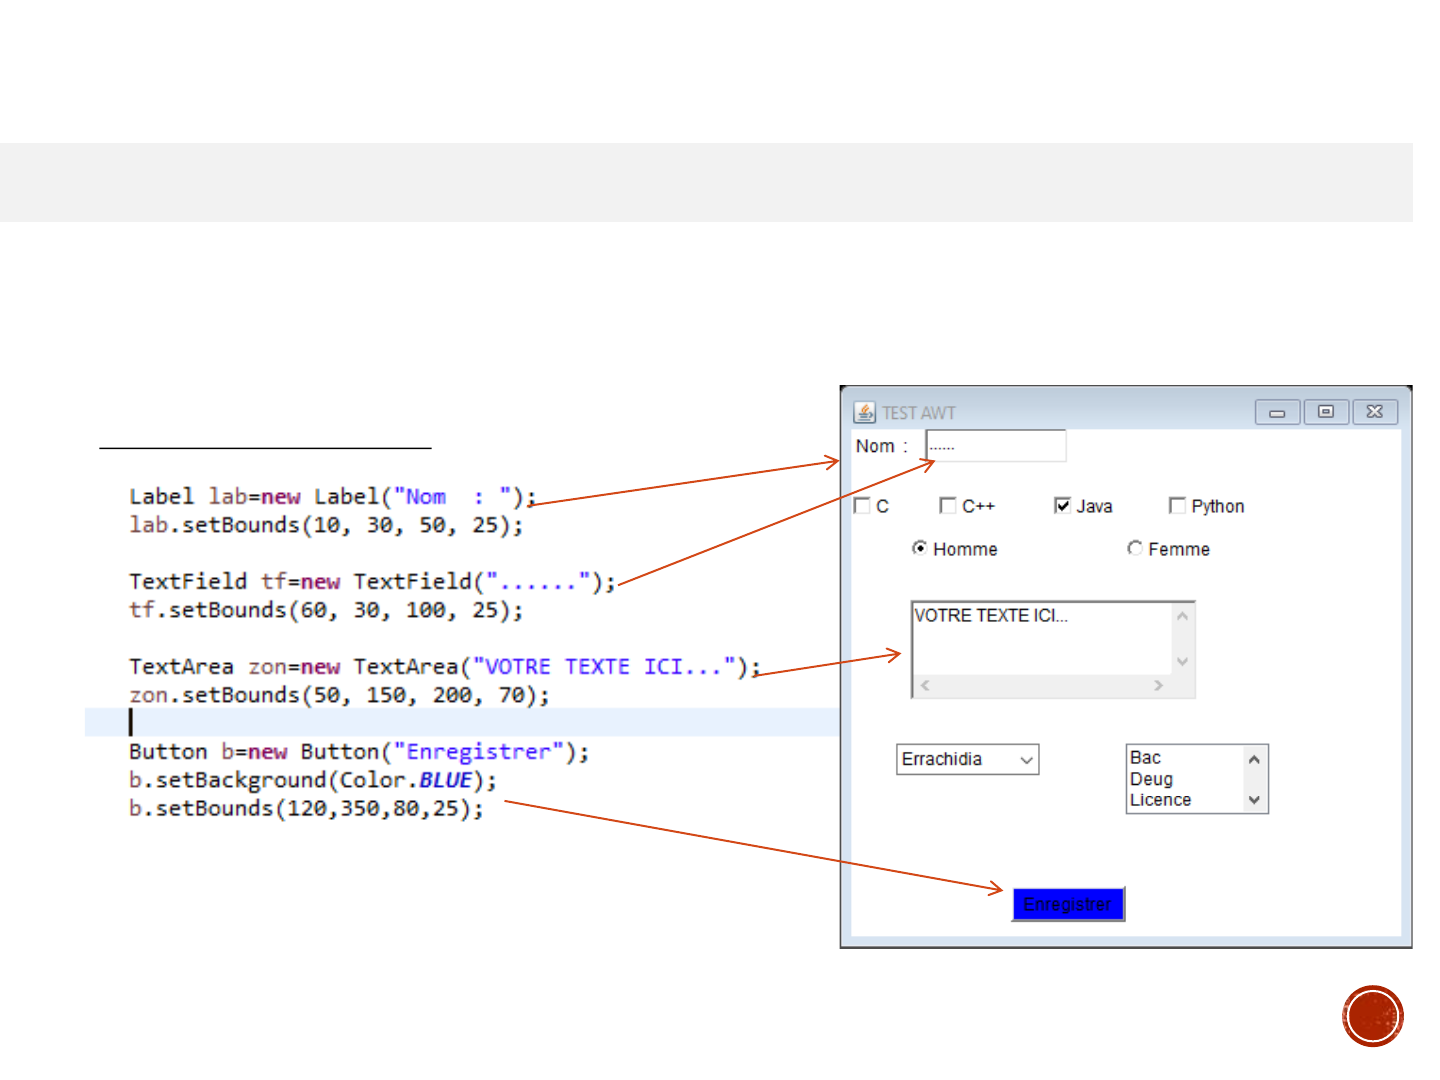 Label lab=new Label("Nom  : ");
lab.setBounds(10, 30, 50, 25);
TextField tf=new TextField("......");
tf.setBounds(60, 30, 100, 25);
TextArea zon=new TextArea("VOTRE TEXTE ICI...");
zon.setBounds(50, 150, 200, 70);
Button b=new Button("Enregistrer");
b.setBackground(Color.BLUE);
b.setBounds(120,350,80,25);
TEST AWT
Nom : ......
C C++ Java Python
Homme Femme
VOTRE TEXTE ICI...
Errachidia
Bac
Deug
Licence
Enregistrer